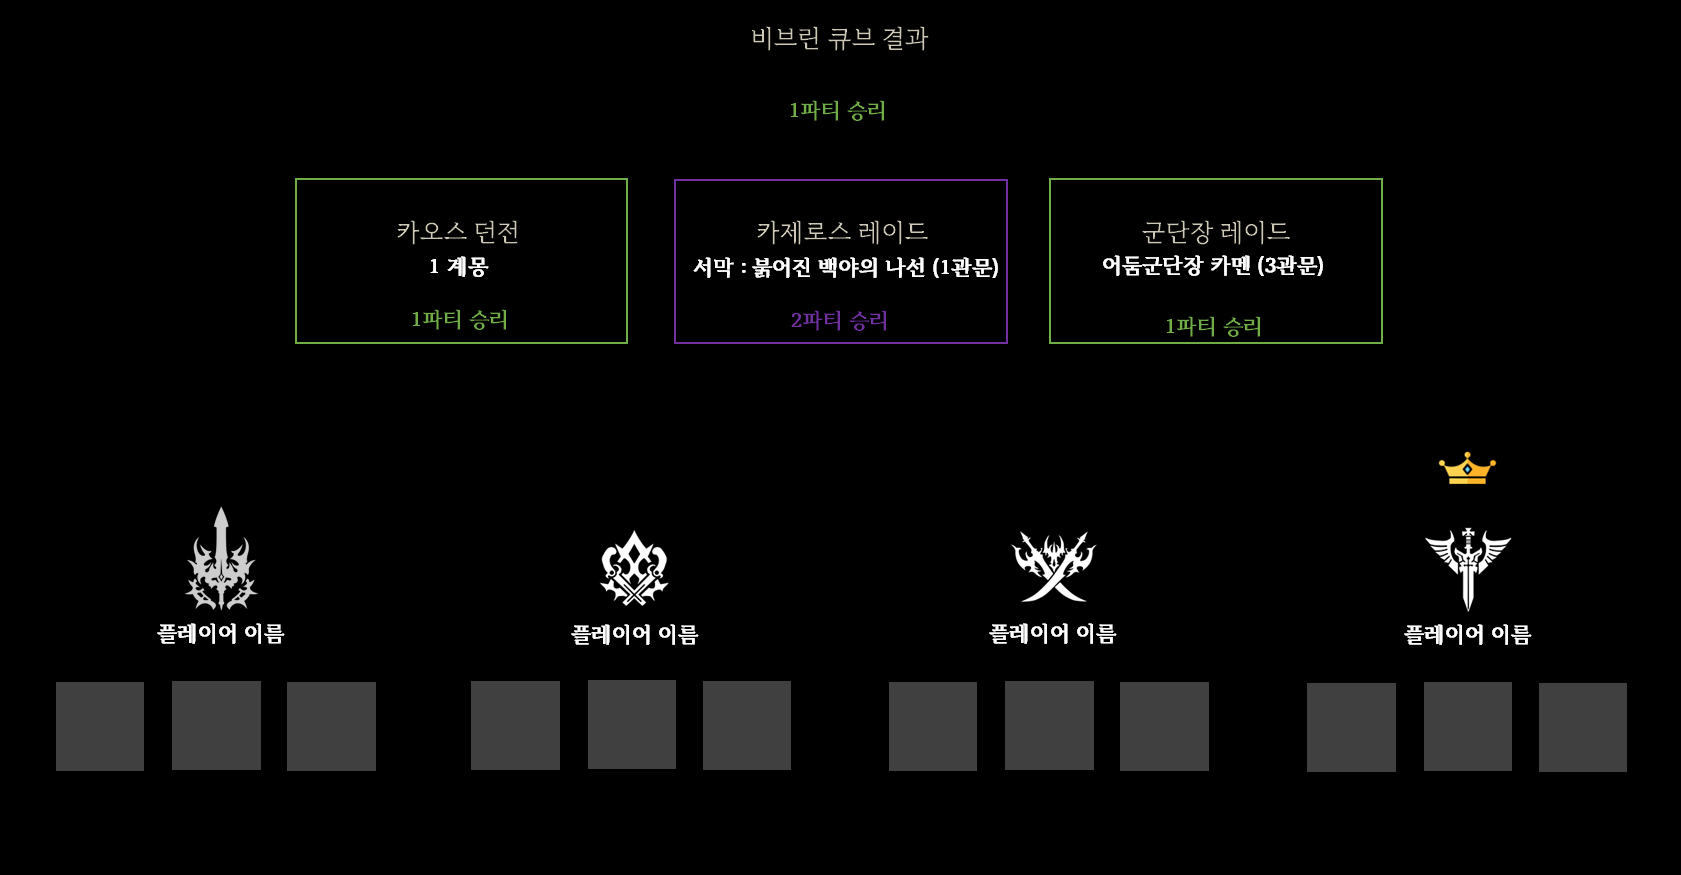 비브린 큐브 결과
1파티 승리
카오스 던전
1 계몽
1파티 승리
카제로스 레이드
서막 : 붉어진 백야의 나선 (1관문)
2파티 승리
군단장 레이드
어둠군단장 카멘 (3관문)
1파티 승리
플레이어 이름
플레이어 이름
플레이어 이름
플레이어 이름